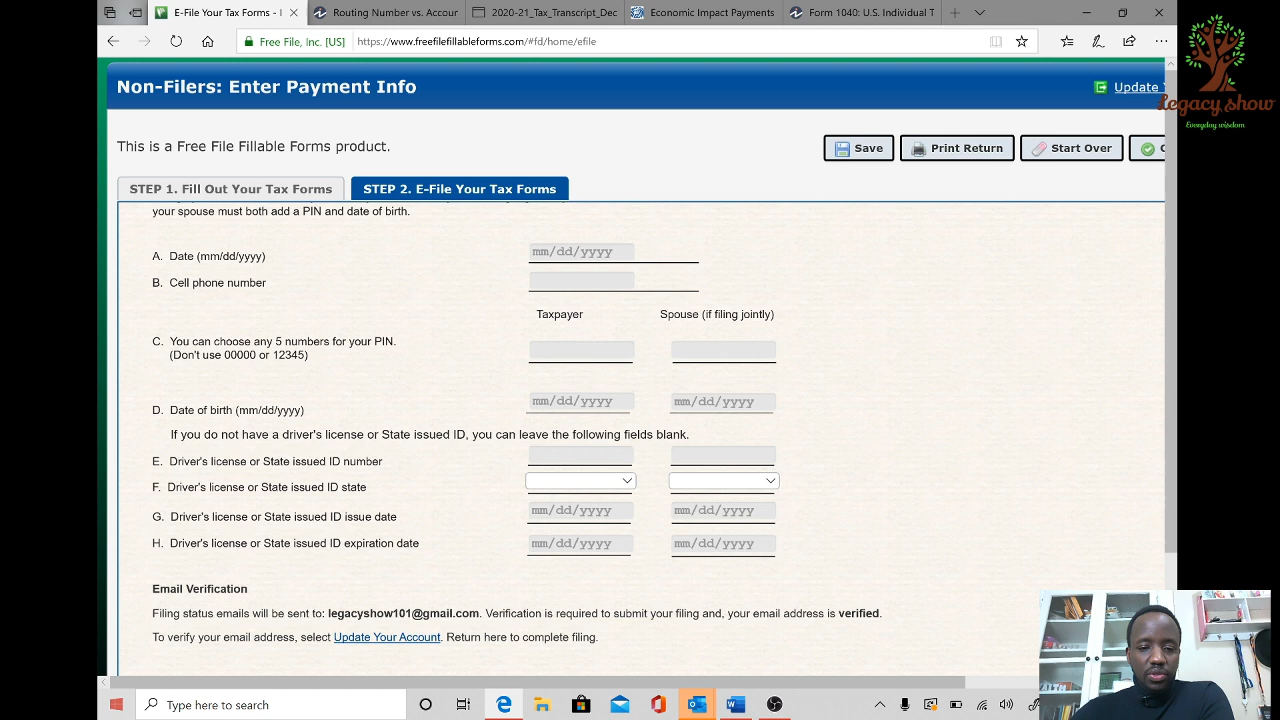 E-File Your Tax Forms - I
Routing Number vs. Accour
2020-21_Tax_Transcript_Dec
Economic Impact Payments
Form 1040: U.S. Individual T
Free File, Inc. [US]
https://www.freefilefillableforms.com/#fd/home/efile
Non-Filers: Enter Payment Info
Update
Legacy show
Everyday wisdom
This is a Free File Fillable Forms product.
Save
Print Return
Start Over
STEP 1. Fill Out Your Tax Forms
STEP 2. E-File Your Tax Forms
your spouse must both add a PIN and date of birth.
A. Date (mm/dd/yyyy)
mm/dd/yyyy
B. Cell phone number
Taxpayer
Spouse (if filing jointly)
C. You can choose any 5 numbers for your PIN.
(Don't use 00000 or 12345)
D. Date of birth (mm/dd/yyyy)
mm/dd/yyyy
mm/dd/yyyy
If you do not have a driver's license or State issued ID, you can leave the following fields blank.
E. Driver's license or State issued ID number
F. Driver's license or State issued ID state
G. Driver's license or State issued ID issue date
mm/dd/yyyy
mm/dd/yyyy
H. Driver's license or State issued ID expiration date
mm/dd/yyyy
mm/dd/yyyy
Email Verification
Filing status emails will be sent to: legacyshow101@gmail.com. Verification is required to submit your filing and, your email address is verified.
To verify your email address, select Update Your Account. Return here to complete filing.
Type here to search